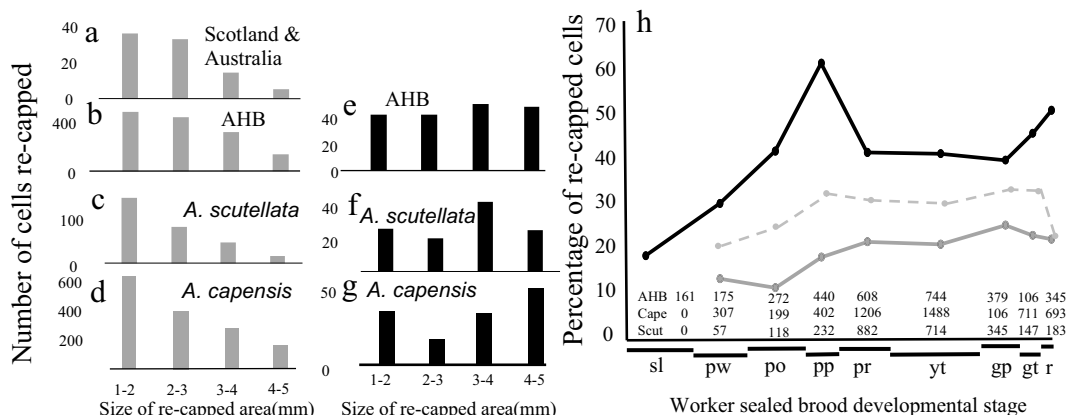 Number of cells re-capped
a
40
20
0
Scotland &
Australia
b
400
0
AHB
c
100
0
A. scutellata
d
600
400
200
A. capensis
1-2 2-3 3-4 4-5
Size of re-capped area(mm)
e
40
20
0
AHB
f
40
20
0
A. scutellata
g
50
0
A. capensis
1-2 2-3 3-4 4-5
Size of re-capped area(mm)
h
Percentage of re-capped cells
70
60
50
40
30
20
10
0
AHB 161 175 272 440 608 744 379 106 345
Cape 0 307 199 402 1206 1488 106 711 693
Scut 0 57 118 232 882 714 345 147 183
sl pw po pp pr yt gp gt r
Worker sealed brood developmental stage